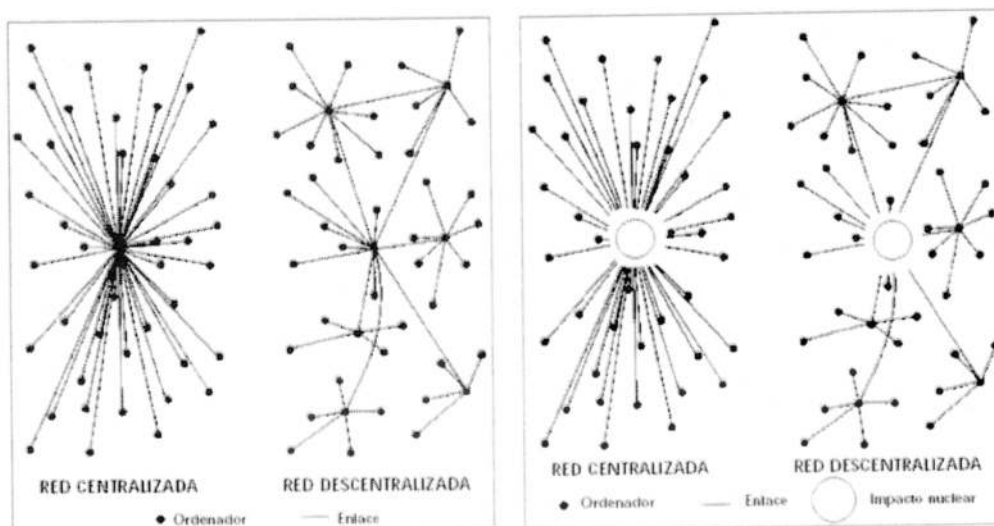 RED CENTRALIZADA
RED DESCENTRALIZADA
Ordenador
Enlace
RED CENTRALIZADA
RED DESCENTRALIZADA
Ordenador
Enlace
Impacto nuclear